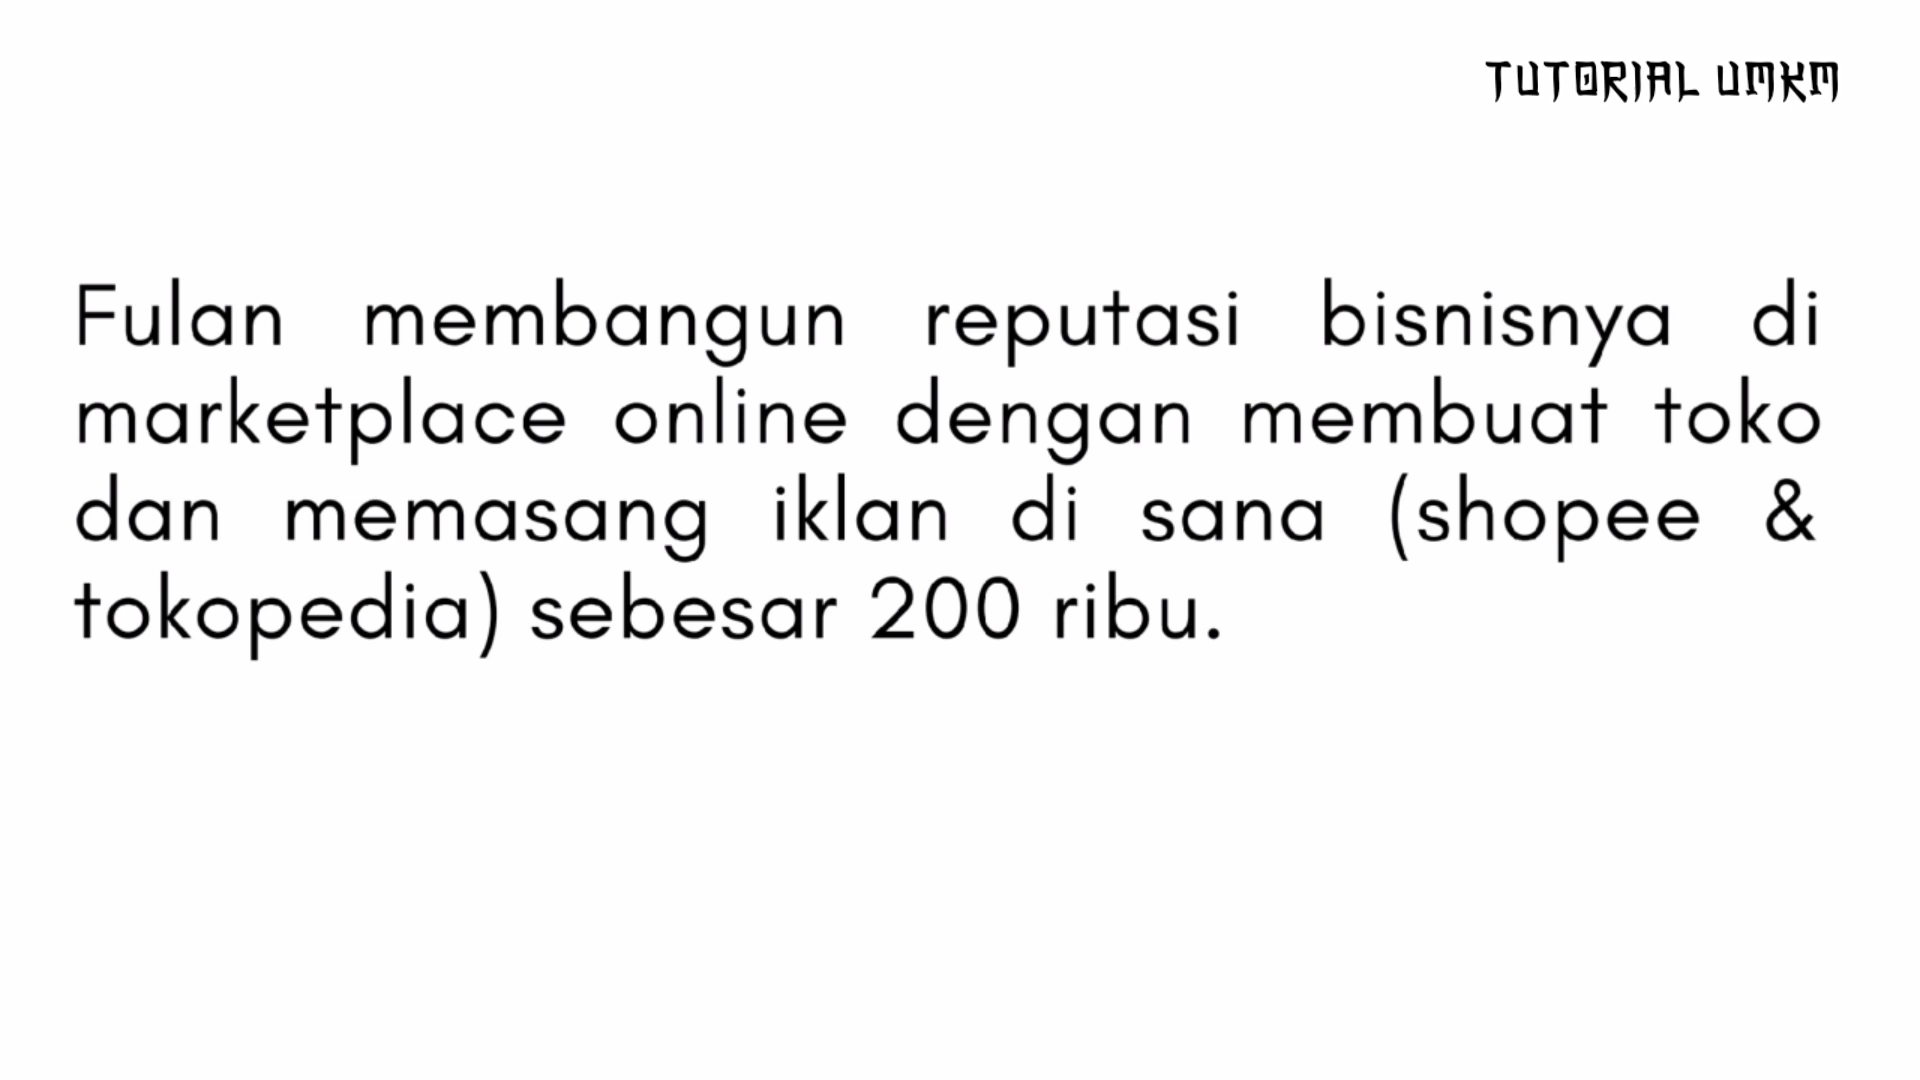 TUTORIAL UMKM
Fulan membangun reputasi bisnisnya di
marketplace online dengan membuat toko
dan memasang iklan di sana (shopee &
tokopedia) sebesar 200 ribu.